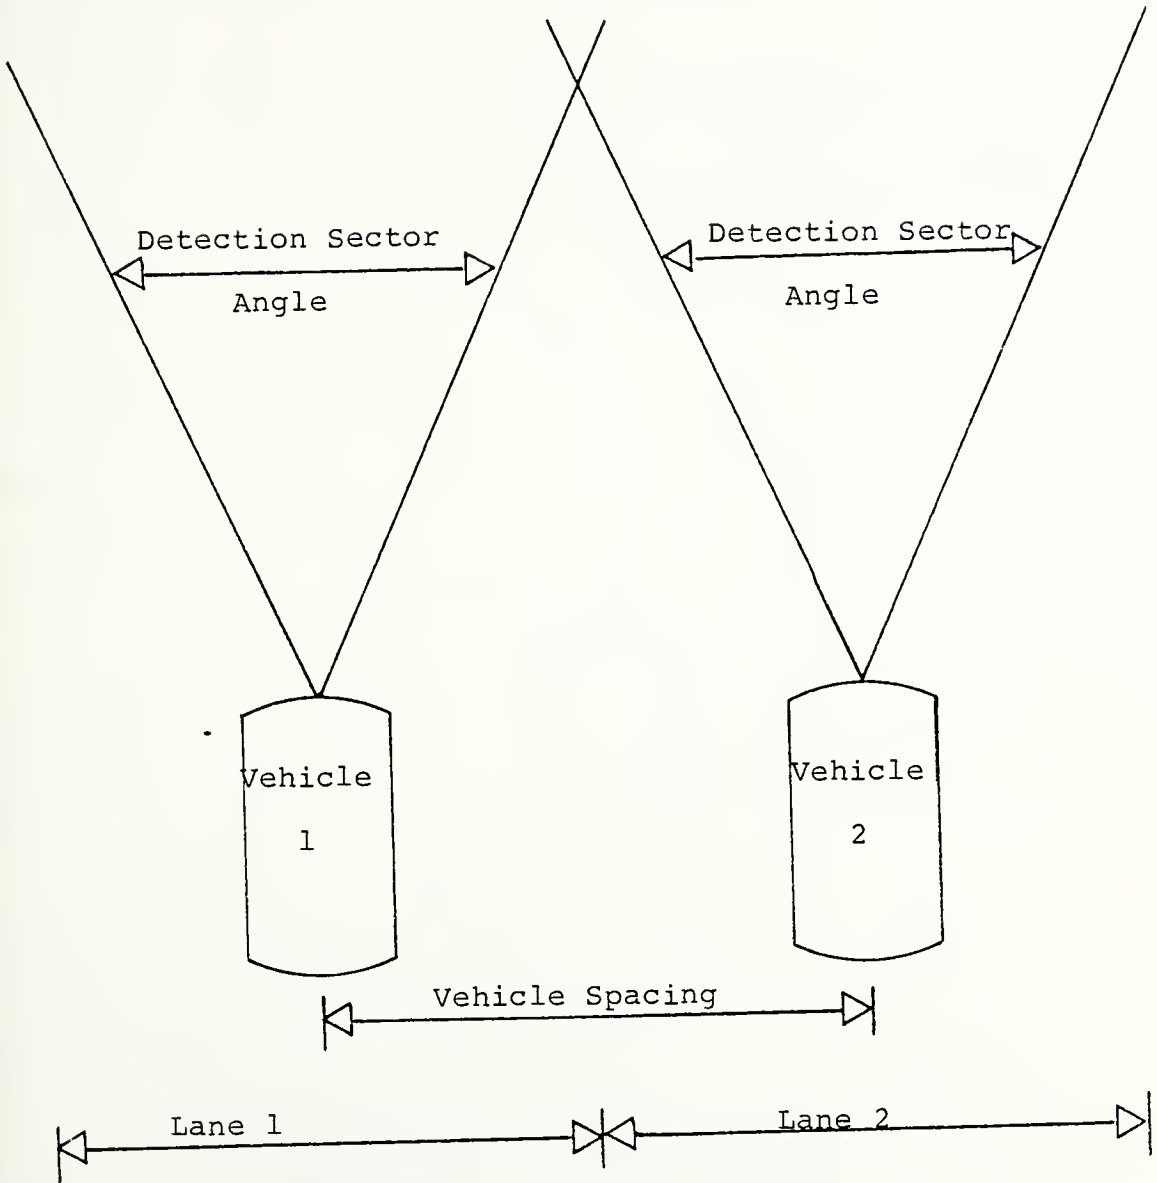 Detection Sector
Angle
Detection Sector
Angle
Vehicle
1
Vehicle
2
Vehicle Spacing
Lane 1
Lane 2